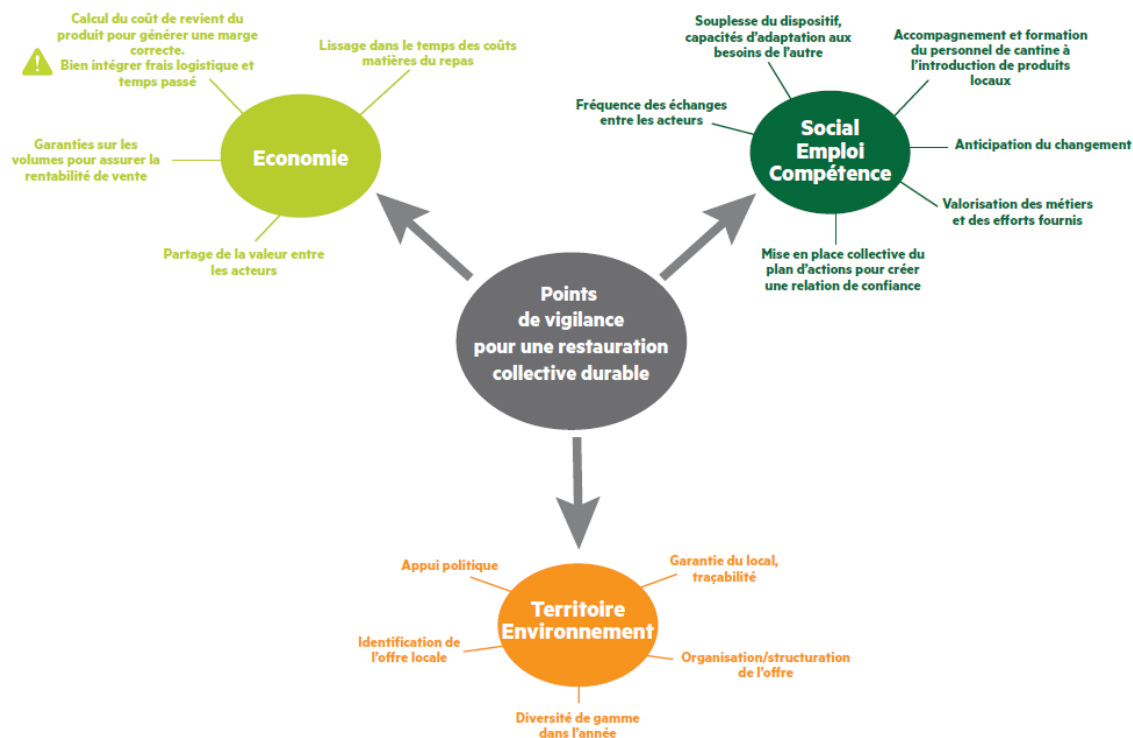 Calcul du coût de revient du
produit pour générer une marge
correcte.
Bien intégrer frais logistique et
temps passé
Lissage dans le temps des coûts
matières du repas
Garanties sur les
volumes pour assurer la
rentabilité de vente
Economie
Partage de la valeur entre
les acteurs
Souplesse du dispositif,
capacités d'adaptation aux
besoins de l'autre
Accompagnement et formation
du personnel de cantine à
l'introduction de produits
locaux
Fréquence des échanges
entre les acteurs
Social
Emploi
Compétence
Anticipation du changement
Valorisation des métiers
et des efforts fournis
Mise en place collective du
plan d'actions pour créer
une relation de confiance
Points
de vigilance
pour une restauration
collective durable
Appui politique
Garantie du local,
traçabilité
Territoire
Environnement
Identification de
l'offre locale
Organisation/structuration
de l'offre
Diversité de gamme
dans l'année